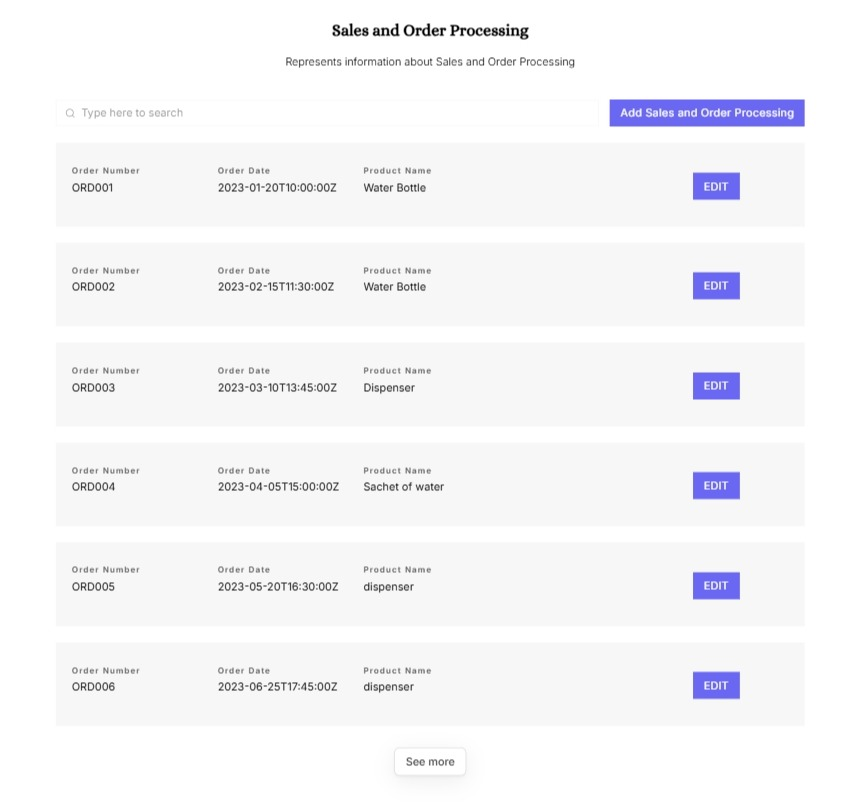 Sales and Order Processing
Represents information about Sales and Order Processing
Type here to search
Add Sales and Order Processing
Order Number Order Date Product Name
ORD001 2023-01-20T10:00:00Z Water Bottle
EDIT
Order Number Order Date Product Name
ORD002 2023-02-15T11:30:00Z Water Bottle
EDIT
Order Number Order Date Product Name
ORD003 2023-03-10T13:45:00Z Dispenser
EDIT
Order Number Order Date Product Name
ORD004 2023-04-05T15:00:00Z Sachet of water
EDIT
Order Number Order Date Product Name
ORD005 2023-05-20T16:30:00Z dispenser
EDIT
Order Number Order Date Product Name
ORD006 2023-06-25T17:45:00Z dispenser
EDIT
See more